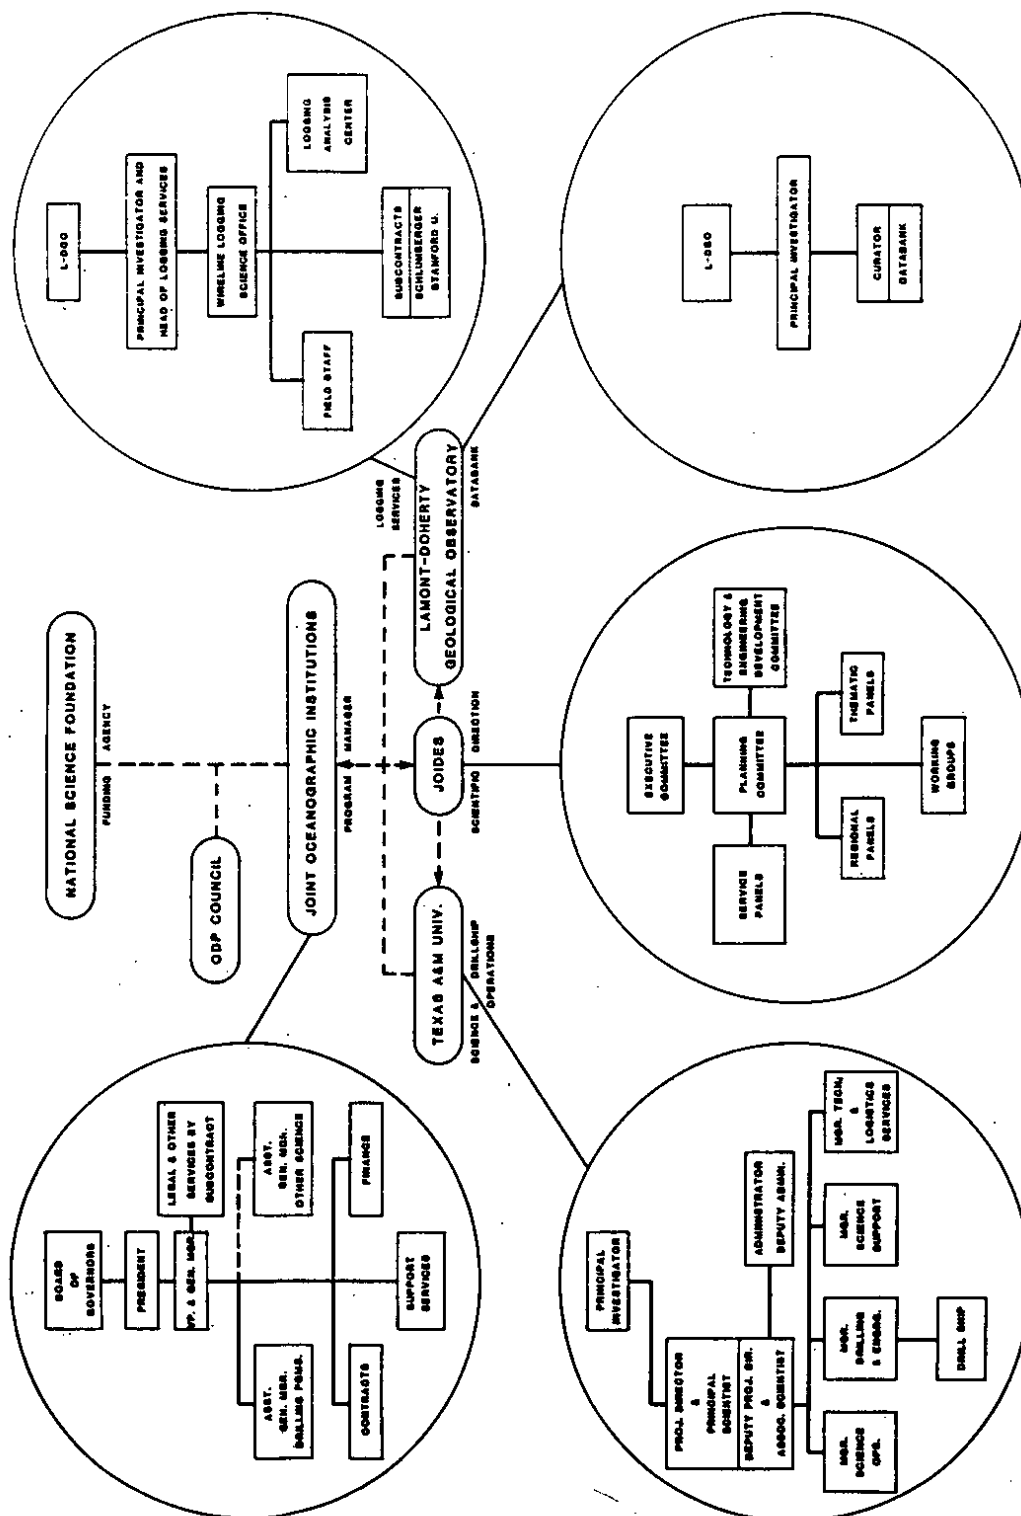 NATIONAL SCIENCE FOUNDATION
FUNDING AGENCY
ODP COUNCIL
JOINT OCEANOGRAPHIC INSTITUTIONS
PROGRAM MANAGER
TEXAS A&M UNIV.
SCIENCE & DRILLSHIP
OPERATIONS
JOIDES
SCIENTIFIC DIRECTION
LOGGING
SERVICES
LAMONT-DOHERTY
GEOLOGICAL OBSERVATORY
DATABANK
BOARD
OF
GOVERNORS
PRESIDENT
VP. & GEN. MGR.
LEGAL & OTHER
SERVICES BY
SUBCONTRACT
ASST.
GEN. MGR.
DRILLING PGMS.
ASST.
GEN. MGR.
OTHER SCIENCE
CONTRACTS
FINANCE
SUPPORT
SERVICES
L-DGO
PRINCIPAL INVESTIGATOR AND
HEAD OF LOGGING SERVICES
WIRELINE LOGGING
SCIENCE OFFICE
FIELD STAFF
LOGGING
ANALYSIS
CENTER
SUBCONTRACTS
SCHLUMBERGER
STANFORD U.
PRINCIPAL
INVESTIGATOR
PROJ. DIRECTOR
&
PRINCIPAL
SCIENTIST
DEPUTY PROJ. DIR.
&
ASSOC. SCIENTIST
ADMINISTRATOR
DEPUTY ADMIN.
MGR.
SCIENCE
OPS.
MGR.
DRILLING
& ENGRG.
MGR.
SCIENCE
SUPPORT
MGR. TECH.
&
LOGISTICS
SERVICES
DRILL SHIP
EXECUTIVE
COMMITTEE
SERVICE
PANELS
PLANNING
COMMITTEE
TECHNOLOGY &
ENGINEERING
DEVELOPMENT
COMMITTEE
REGIONAL
PANELS
THEMATIC
PANELS
WORKING
GROUPS
L-DGO
PRINCIPAL INVESTIGATOR
CURATOR
DATABANK